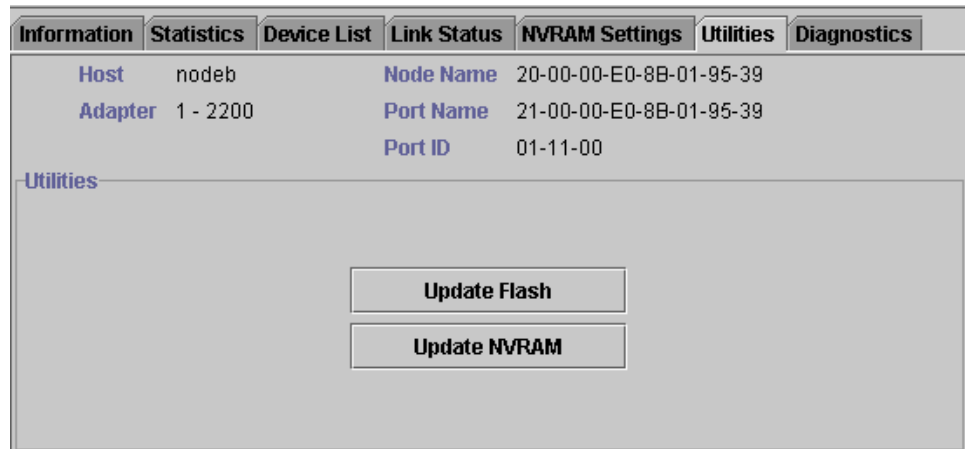 Information Statistics Device List Link Status NVRAM Settings Utilities Diagnostics
Host nodeb Node Name 20-00-00-E0-8B-01-95-39
Adapter 1 - 2200 Port Name 21-00-00-E0-8B-01-95-39
Port ID 01-11-00
Utilities
Update Flash
Update NVRAM